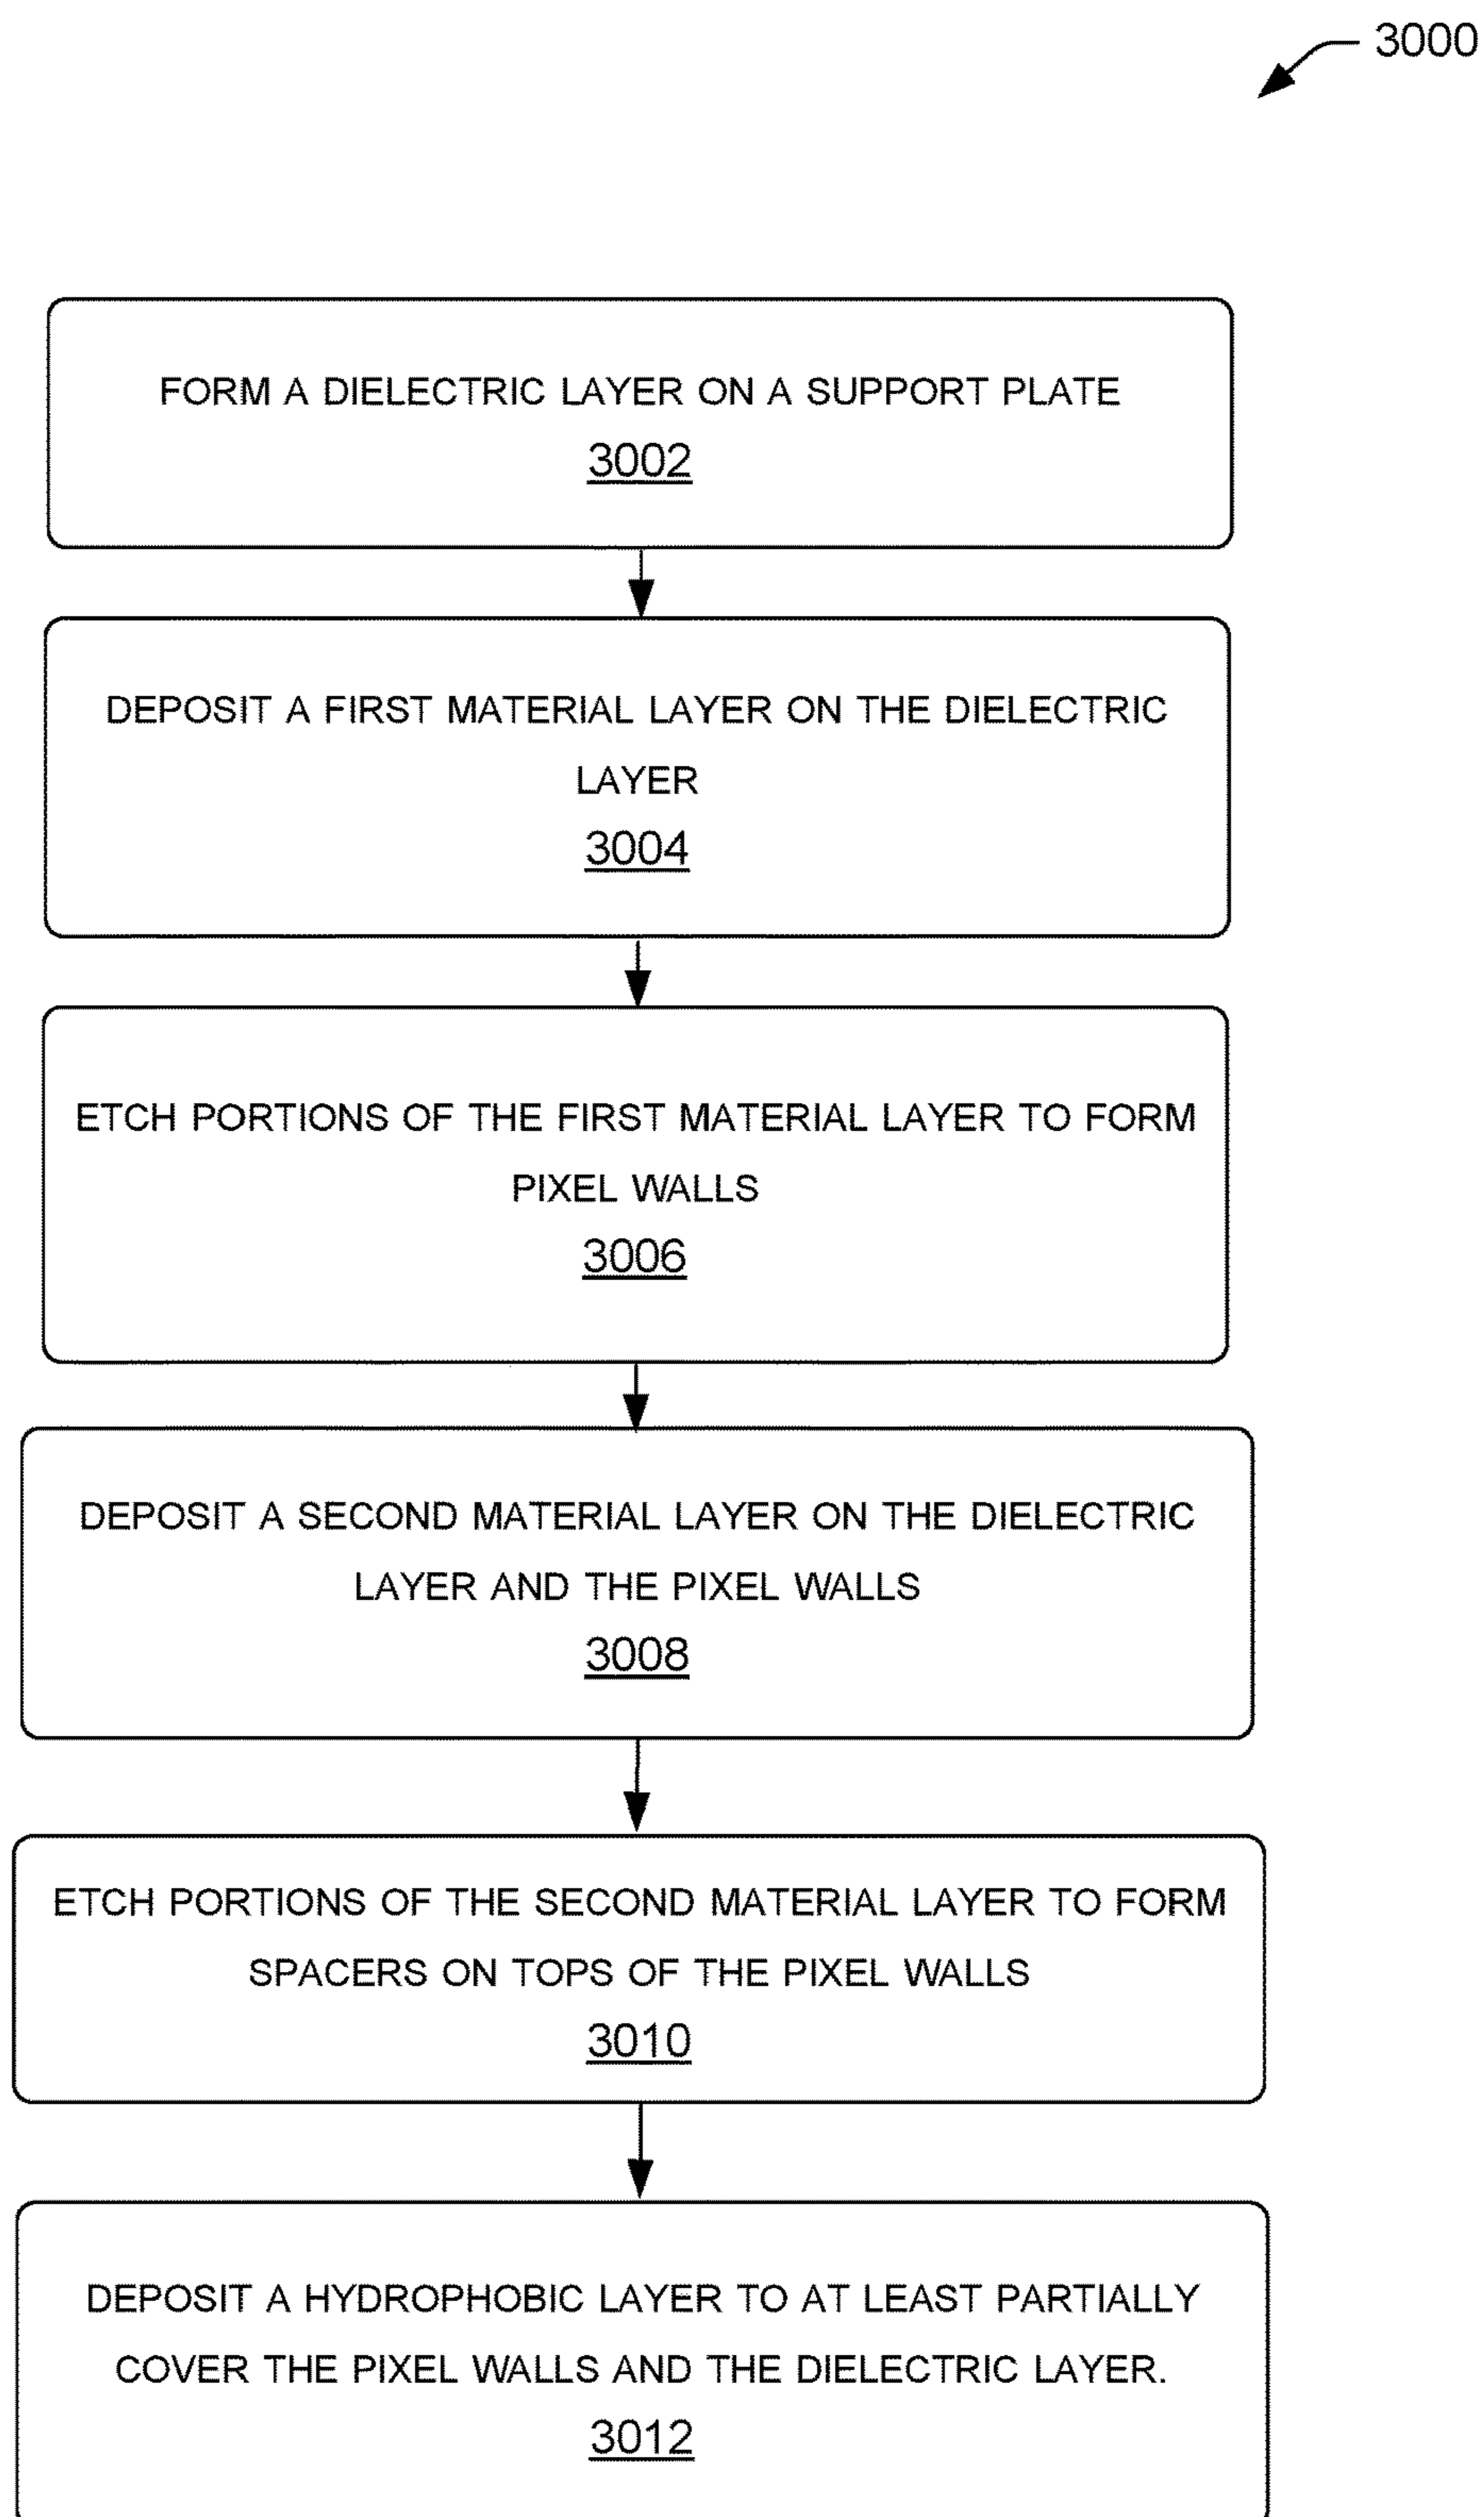 3000
FORM A DIELECTRIC LAYER ON A SUPPORT PLATE
3002
DEPOSIT A FIRST MATERIAL LAYER ON THE DIELECTRIC
LAYER
3004
ETCH PORTIONS OF THE FIRST MATERIAL LAYER TO FORM
PIXEL WALLS
3006
DEPOSIT A SECOND MATERIAL LAYER ON THE DIELECTRIC
LAYER AND THE PIXEL WALLS
3008
ETCH PORTIONS OF THE SECOND MATERIAL LAYER TO FORM
SPACERS ON TOPS OF THE PIXEL WALLS
3010
DEPOSIT A HYDROPHOBIC LAYER TO AT LEAST PARTIALLY
COVER THE PIXEL WALLS AND THE DIELECTRIC LAYER.
3012